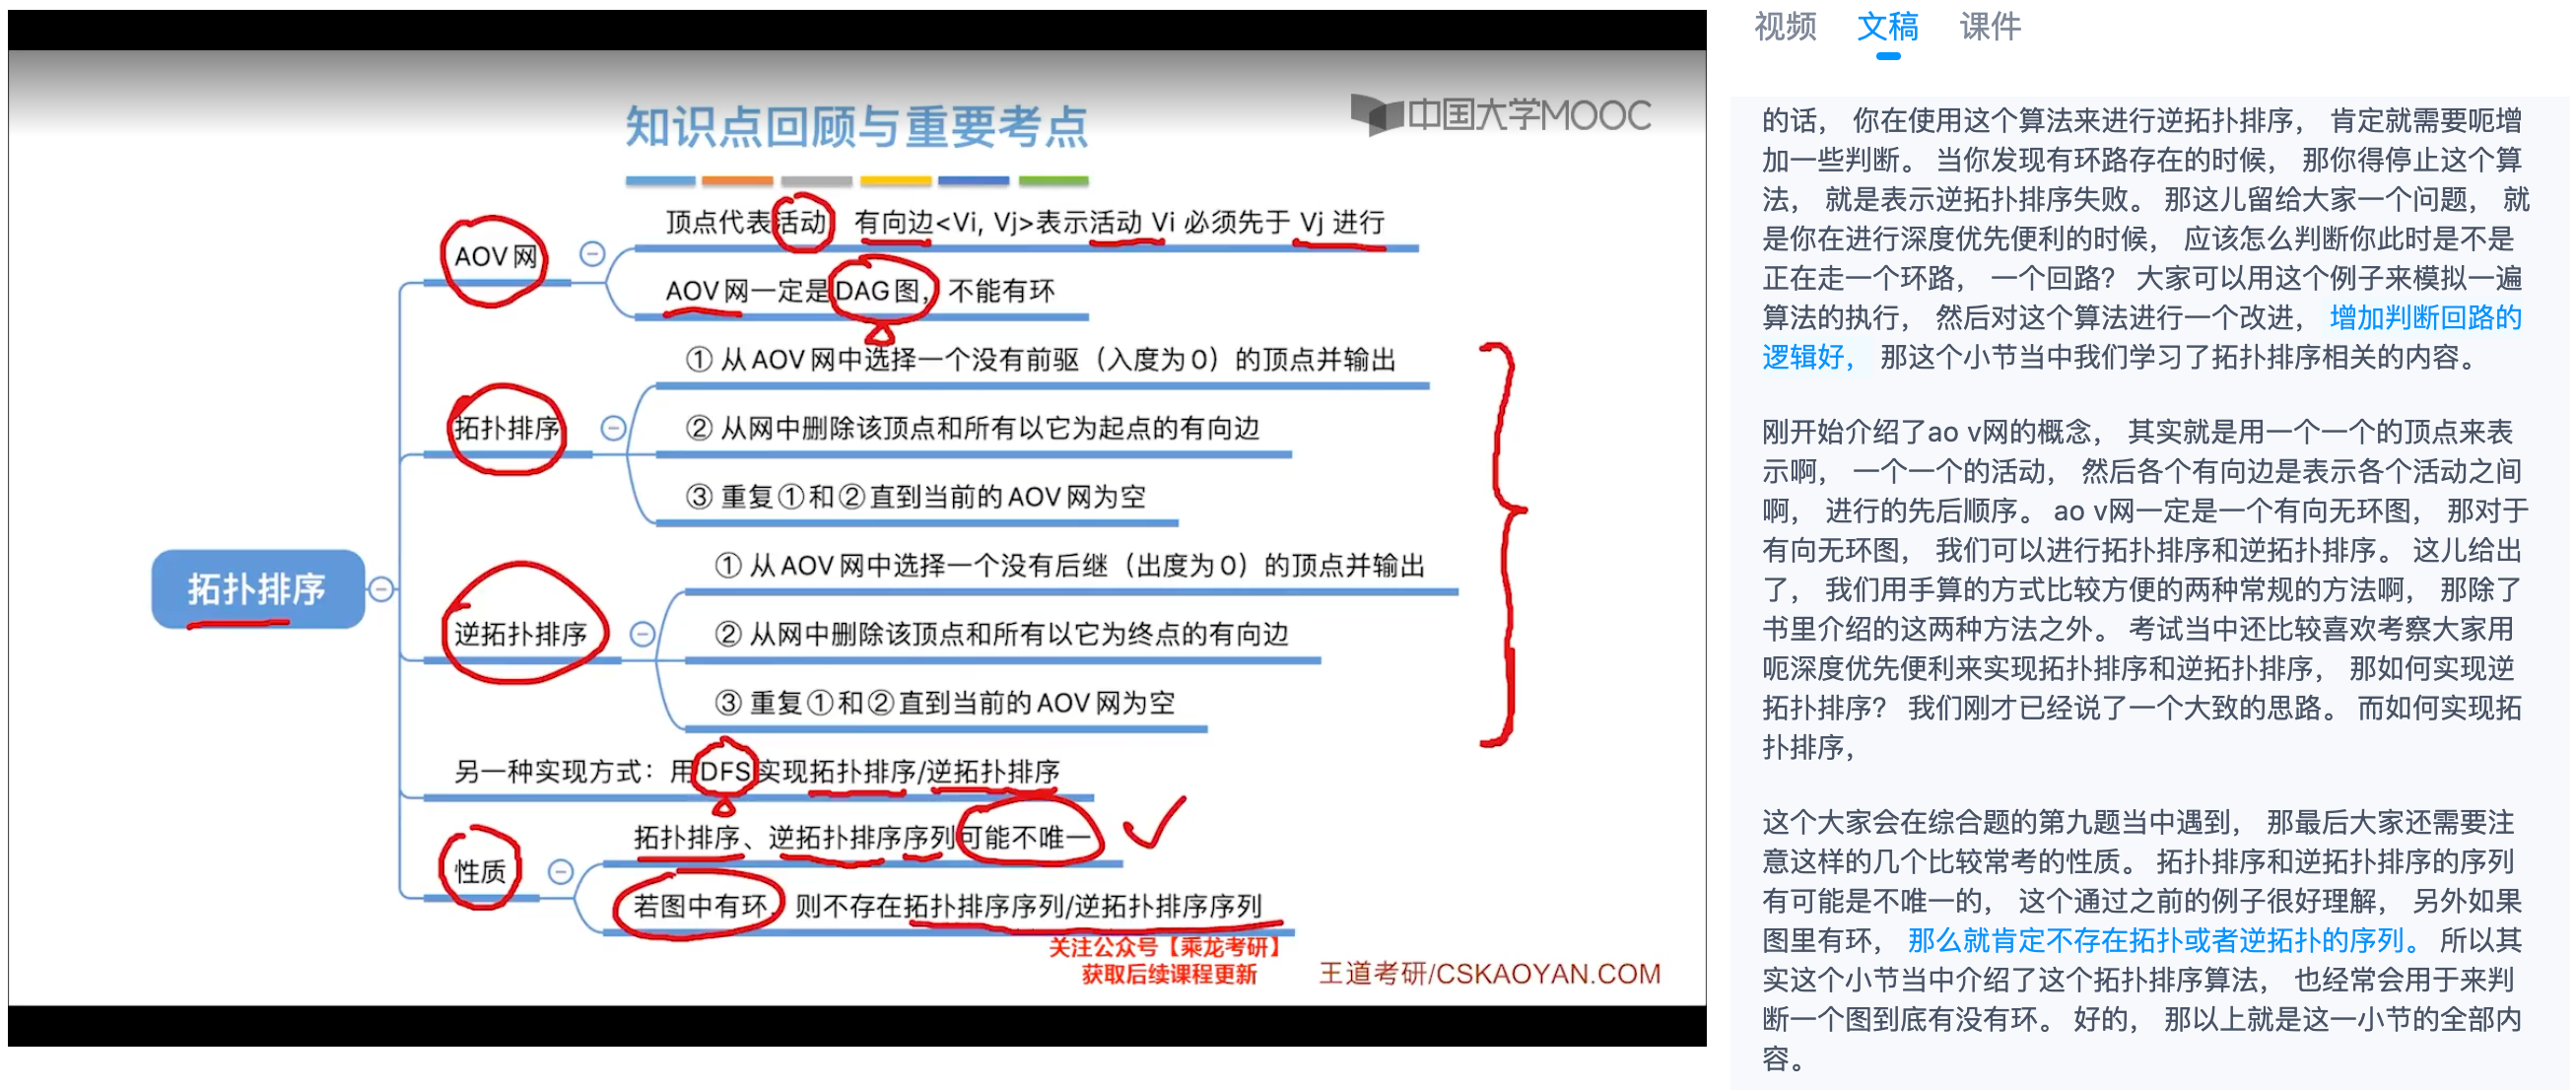 知识点回顾与重要考点
中国大学MOOC
拓扑排序
AOV网
顶点代表活动 有向边<Vi, Vj>表示活动 Vi 必须先于 Vj 进行
AOV网一定是DAG图，不能有环
拓扑排序
① 从AOV网中选择一个没有前驱（入度为0）的顶点并输出
② 从网中删除该顶点和所有以它为起点的有向边
③ 重复①和②直到当前的AOV网为空
逆拓扑排序
① 从AOV网中选择一个没有后继（出度为0）的顶点并输出
② 从网中删除该顶点和所有以它为终点的有向边
③ 重复①和②直到当前的AOV网为空
另一种实现方式：用DFS实现拓扑排序/逆拓扑排序
性质
拓扑排序、逆拓扑排序序列可能不唯一
若图中有环，则不存在拓扑排序序列/逆拓扑排序序列
关注公众号【乘龙考研】
获取后续课程更新
王道考研/CSKAOYAN.COM
视频 文稿 课件
的话， 你在使用这个算法来进行逆拓扑排序， 肯定就需要呃增
加一些判断。 当你发现有环路存在的时候， 那你得停止这个算
法， 就是表示逆拓扑排序失败。 那这儿留给大家一个问题， 就
是你在进行深度优先便利的时候， 应该怎么判断你此时是不是
正在走一个环路， 一个回路？ 大家可以用这个例子来模拟一遍
算法的执行， 然后对这个算法进行一个改进， 增加判断回路的
逻辑好， 那这个小节当中我们学习了拓扑排序相关的内容。
刚开始介绍了ao v网的概念， 其实就是用一个一个的顶点来表
示啊， 一个一个的活动， 然后各个有向边是表示各个活动之间
啊， 进行的先后顺序。 ao v网一定是一个有向无环图， 那对于
有向无环图， 我们可以进行拓扑排序和逆拓扑排序。 这儿给出
了， 我们用手算的方式比较方便的两种常规的方法啊， 那除了
书里介绍的这两种方法之外。 考试当中还比较喜欢考察大家用
呃深度优先便利来实现拓扑排序和逆拓扑排序， 那如何实现逆
拓扑排序？ 我们刚才已经说了一个大致的思路。 而如何实现拓
扑排序，
这个大家会在综合题的第九题当中遇到， 那最后大家还需要注
意这样的几个比较常考的性质。 拓扑排序和逆拓扑排序的序列
有可能是不唯一的， 这个通过之前的例子很好理解， 另外如果
图里有环， 那么就肯定不存在拓扑或者逆拓扑的序列。 所以其
实这个小节当中介绍了这个拓扑排序算法， 也经常会用于来判
断一个图到底有没有环。 好的， 那以上就是这一小节的全部内
容。